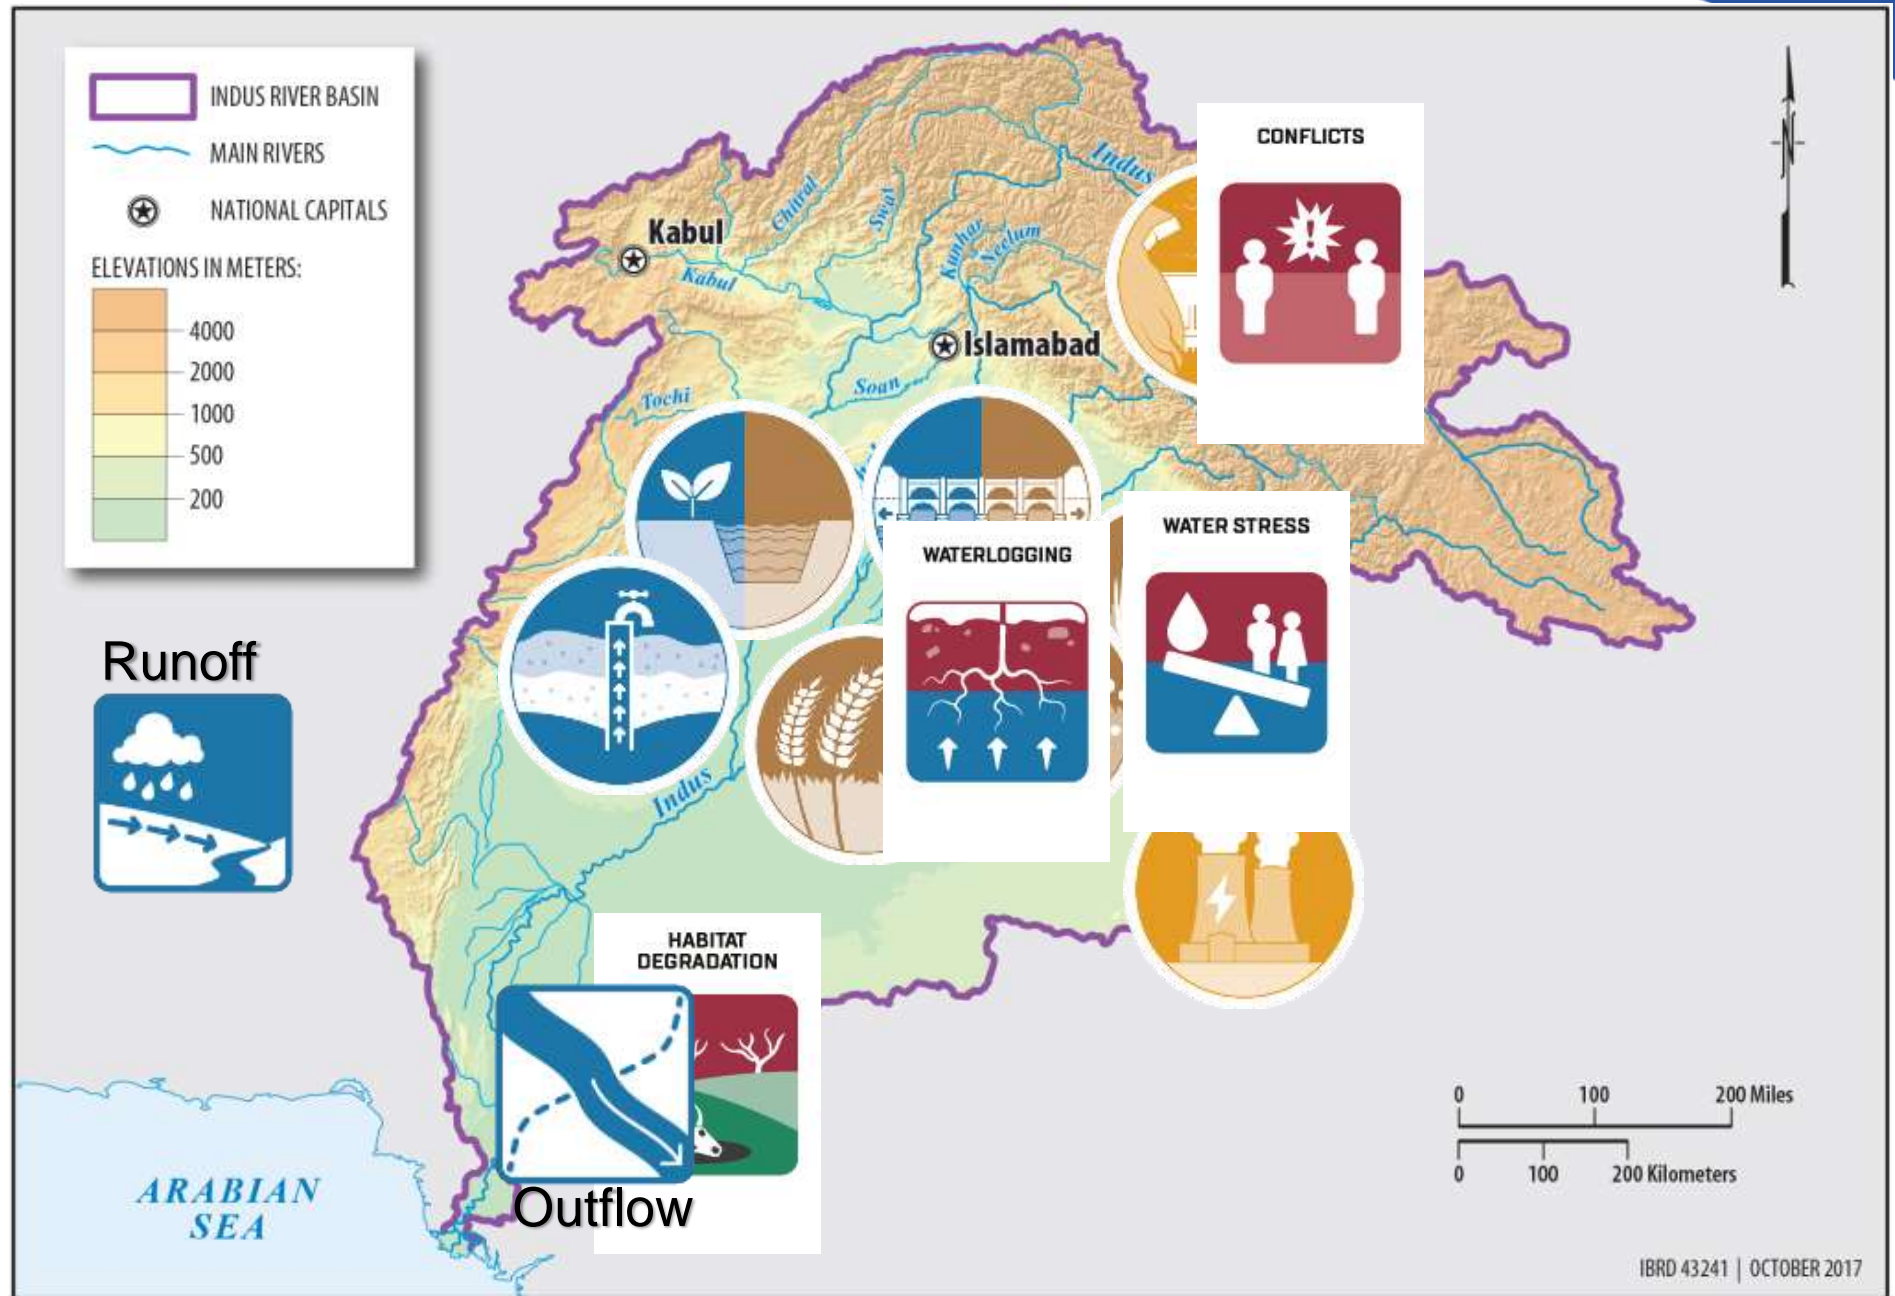 INDUS RIVER BASIN
MAIN RIVERS
NATIONAL CAPITALS
ELEVATIONS IN METERS:
4000
2000
1000
500
200
CONFLICTS
Indus
Chitral
Swat
Kunhar
Neelum
Kabul
Kabul
Islamabad
Soan
Tochi
WATERLOGGING
WATER STRESS
Runoff
Indus
HABITAT
DEGRADATION
Outflow
ARABIAN
SEA
N
0 100 200 Miles
0 100 200 Kilometers
IBRD 43241 | OCTOBER 2017